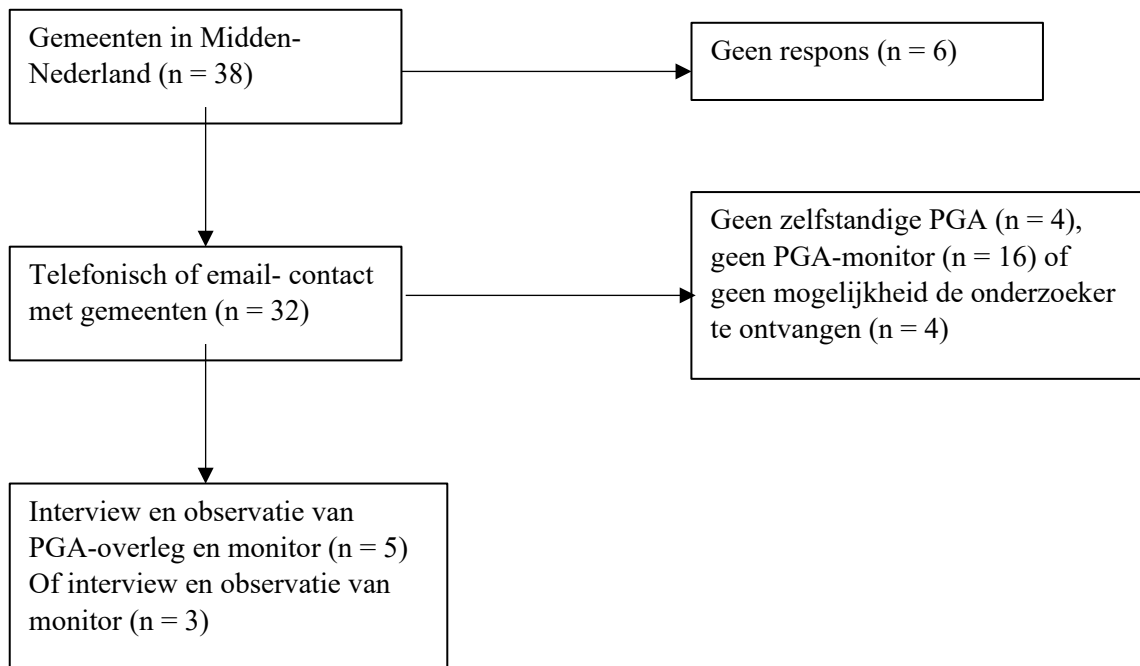 Gemeenten in Midden-
Nederland (n = 38)
Geen respons (n = 6)
Telefonisch of email- contact
met gemeenten (n = 32)
Geen zelfstandige PGA (n = 4),
geen PGA-monitor (n = 16) of
geen mogelijkheid de onderzoeker
te ontvangen (n = 4)
Interview en observatie van
PGA-overleg en monitor (n = 5)
Of interview en observatie van
monitor (n = 3)